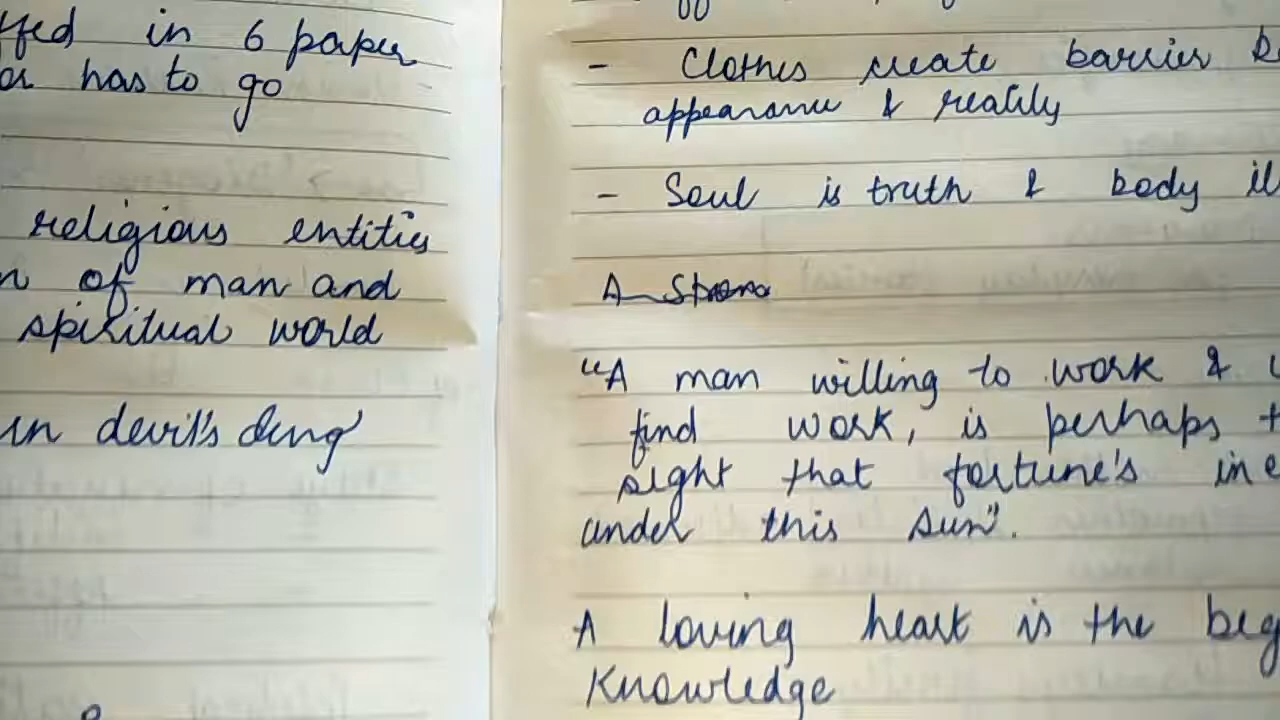 in 6 paper
has to go
religious entities
of man and
spiritual world
in devil's dung'
- Clothes create barrier
appearance & reality
- Soul is truth & body
"A man willing to work &
find work, is perhaps
sight that fortune's
under this sun".
A loving heart is the
Knowledge